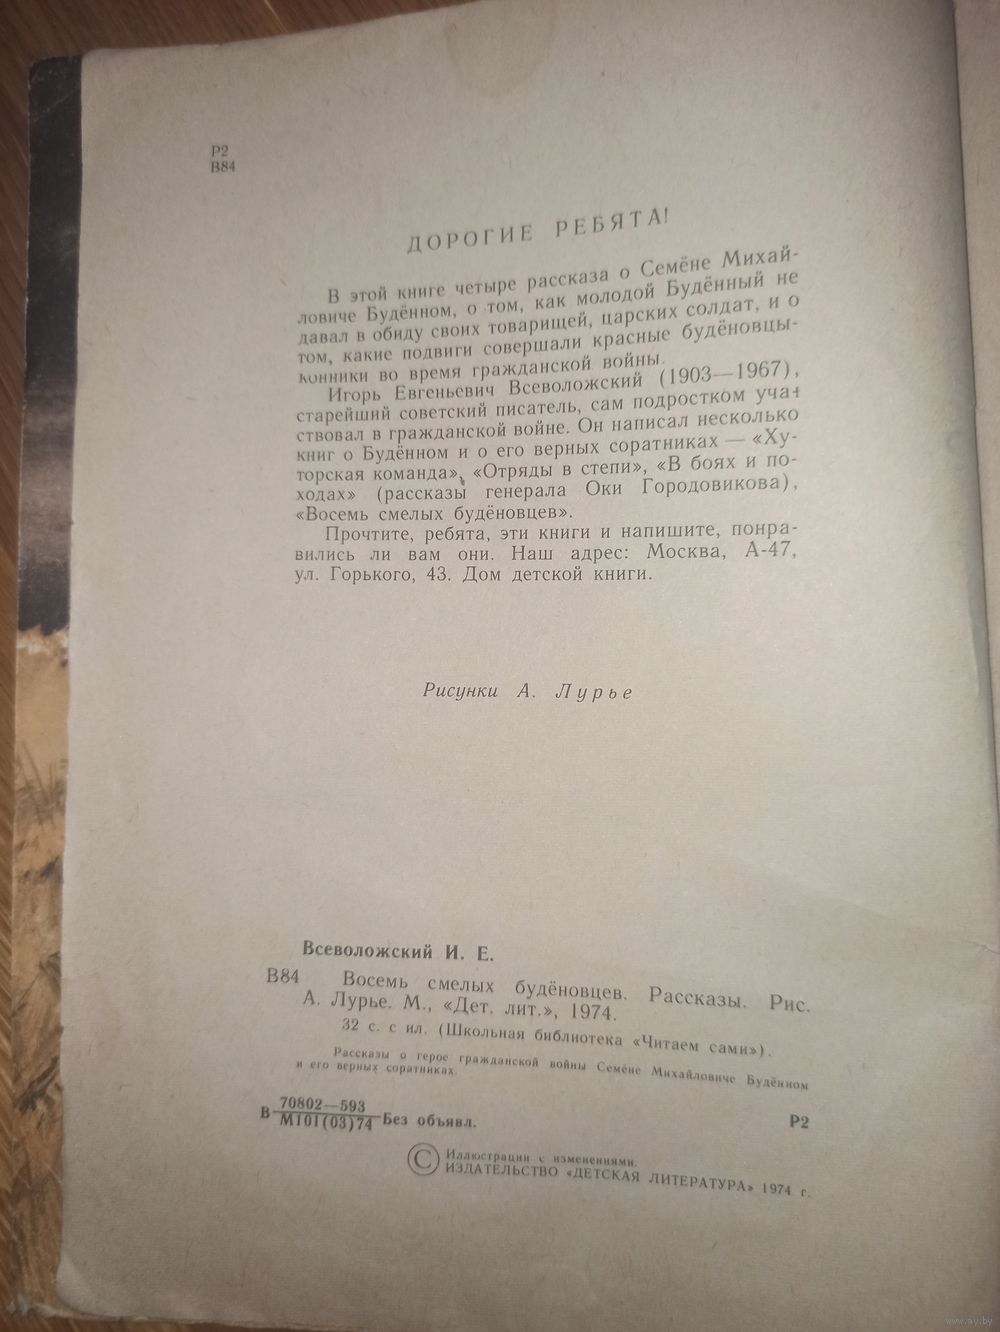 Р2
В84
ДОРОГИЕ РЕБЯТА!
В этой книге четыре рассказа о Семёне Михай-
ловиче Будённом, о том, как молодой Будённый не
давал в обиду своих товарищей, царских солдат, и о
том, какие подвиги совершали красные будёновцы-
конники во время гражданской войны.
Игорь Евгеньевич Всеволожский (1903—1967),
старейший советский писатель, сам подростком уча-
ствовал в гражданской войне. Он написал несколько
книг о Будённом и о его верных соратниках — «Ху-
торская команда», «Отряды в степи», «В боях и по-
ходах» (рассказы генерала Оки Городовикова),
«Восемь смелых будёновцев».
Прочтите, ребята, эти книги и напишите, понра-
вились ли вам они. Наш адрес: Москва, А-47,
ул. Горького, 43. Дом детской книги.
Рисунки А. Лурье
Всеволожский И. Е.
В84 Восемь смелых будёновцев. Рассказы. Рис.
А. Лурье. М., «Дет. лит.», 1974.
32 с. с ил. (Школьная библиотека «Читаем сами»).
Рассказы о герое гражданской войны Семёне Михайловиче Будённом
и его верных соратниках.
70802—593
В М101(03)74 Без объявл. Р2
© Иллюстрации с изменениями.
ИЗДАТЕЛЬСТВО «ДЕТСКАЯ ЛИТЕРАТУРА» 1974 г.
www.ay.by